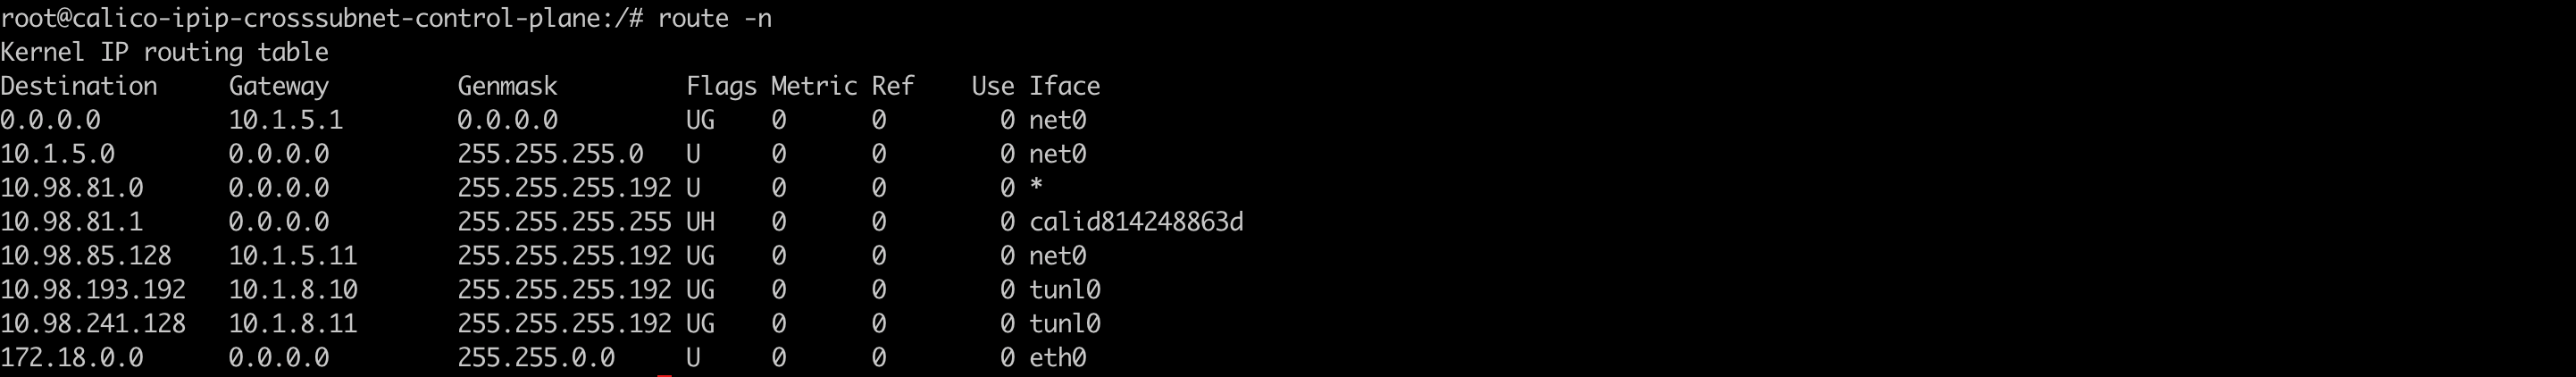 root@calico-ipip-crosssubnet-control-plane:/# route -n
Kernel IP routing table
Destination     Gateway         Genmask         Flags Metric Ref    Use Iface
0.0.0.0         10.1.5.1        0.0.0.0         UG    0      0        0 net0
10.1.5.0        0.0.0.0         255.255.255.0   U     0      0        0 net0
10.98.81.0      0.0.0.0         255.255.255.192 U     0      0        0 *
10.98.81.1      0.0.0.0         255.255.255.255 UH    0      0        0 calid814248863d
10.98.85.128    10.1.5.11       255.255.255.192 UG    0      0        0 net0
10.98.193.192   10.1.8.10       255.255.255.192 UG    0      0        0 tunl0
10.98.241.128   10.1.8.11       255.255.255.192 UG    0      0        0 tunl0
172.18.0.0      0.0.0.0         255.255.0.0     U     0      0        0 eth0